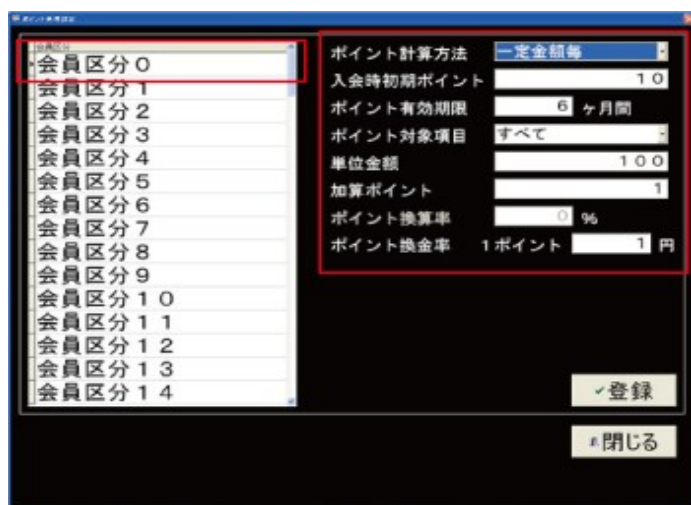 会員区分
会員区分０
会員区分１
会員区分２
会員区分３
会員区分４
会員区分５
会員区分６
会員区分７
会員区分８
会員区分９
会員区分１０
会員区分１１
会員区分１２
会員区分１３
会員区分１４
ポイント計算方法 一定金額毎
入会時初期ポイント １０
ポイント有効期限 ６ ヶ月間
ポイント対象項目 すべて
単位金額 １００
加算ポイント １
ポイント換算率 ０ %
ポイント換金率 １ポイント １ 円
登録
閉じる